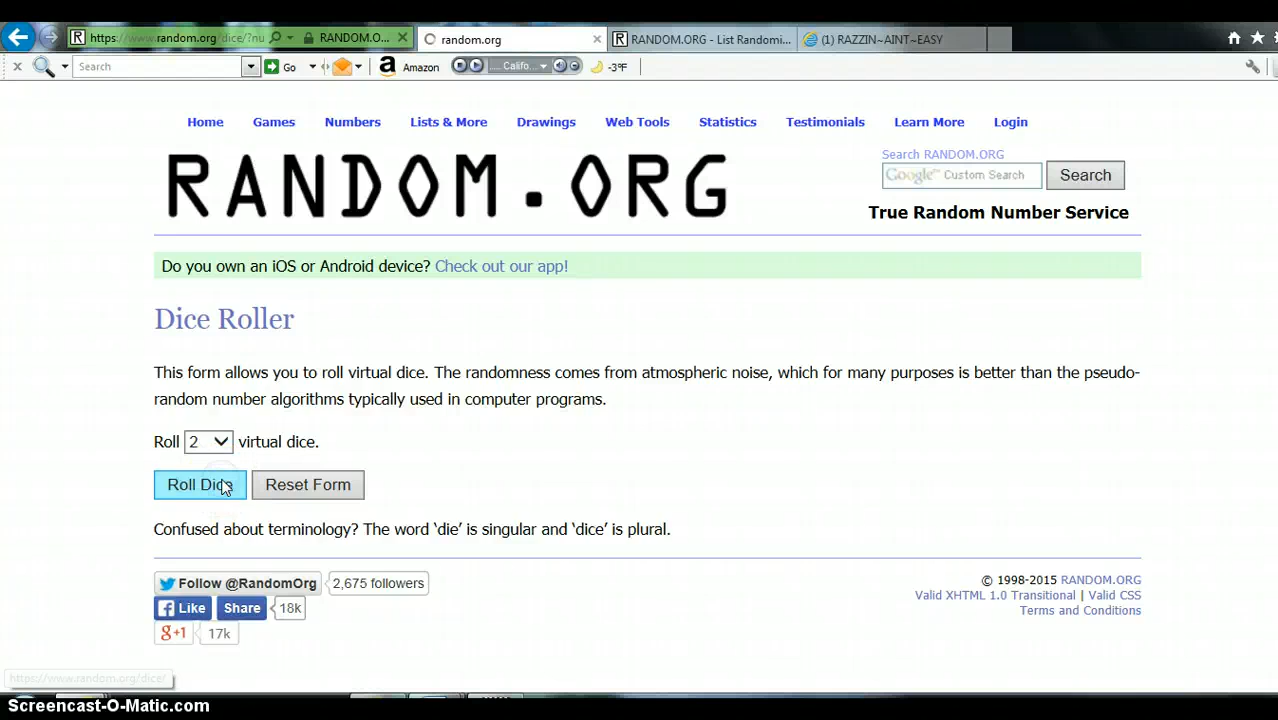 https://www.random.org/dice/?nu
RANDOM.O...
random.org
RANDOM.ORG - List Randomi...
(1) RAZZIN~AINT~EASY
Search
Go
Amazon
..... Califo...
-3°F
Home Games Numbers Lists & More Drawings Web Tools Statistics Testimonials Learn More Login
RANDOM.ORG
Search RANDOM.ORG
Google™ Custom Search
Search
True Random Number Service
Do you own an iOS or Android device? Check out our app!
Dice Roller
This form allows you to roll virtual dice. The randomness comes from atmospheric noise, which for many purposes is better than the pseudo-
random number algorithms typically used in computer programs.
Roll 2 virtual dice.
Roll Dice Reset Form
Confused about terminology? The word ‘die’ is singular and ‘dice’ is plural.
Follow @RandomOrg 2,675 followers
Like Share 18k
g+1 17k
© 1998-2015 RANDOM.ORG
Valid XHTML 1.0 Transitional | Valid CSS
Terms and Conditions
https://www.random.org/dice/
Screencast-O-Matic.com